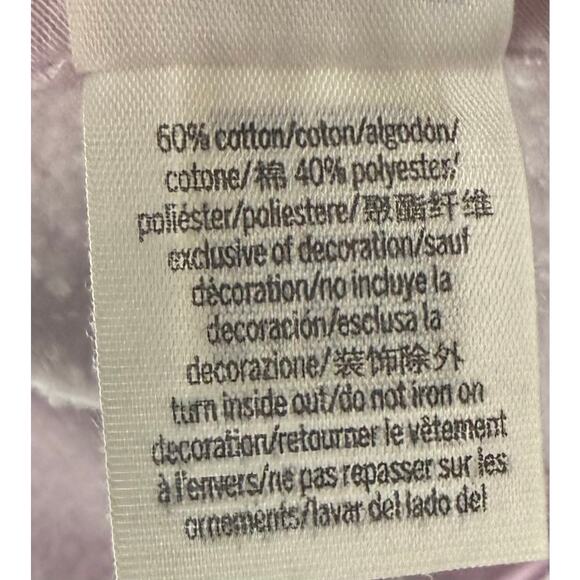 60% cotton/coton/algodón/
cotone/棉 40% polyester/
poliéster/poliestere/聚酯纤维
exclusive of decoration/sauf
décoration/no incluye la
decoración/esclusa la
decorazione/装饰除外
turn inside out/do not iron on
decoration/retourner le vêtement
à l'envers/ne pas repasser sur les
ornements/lavar del lado del